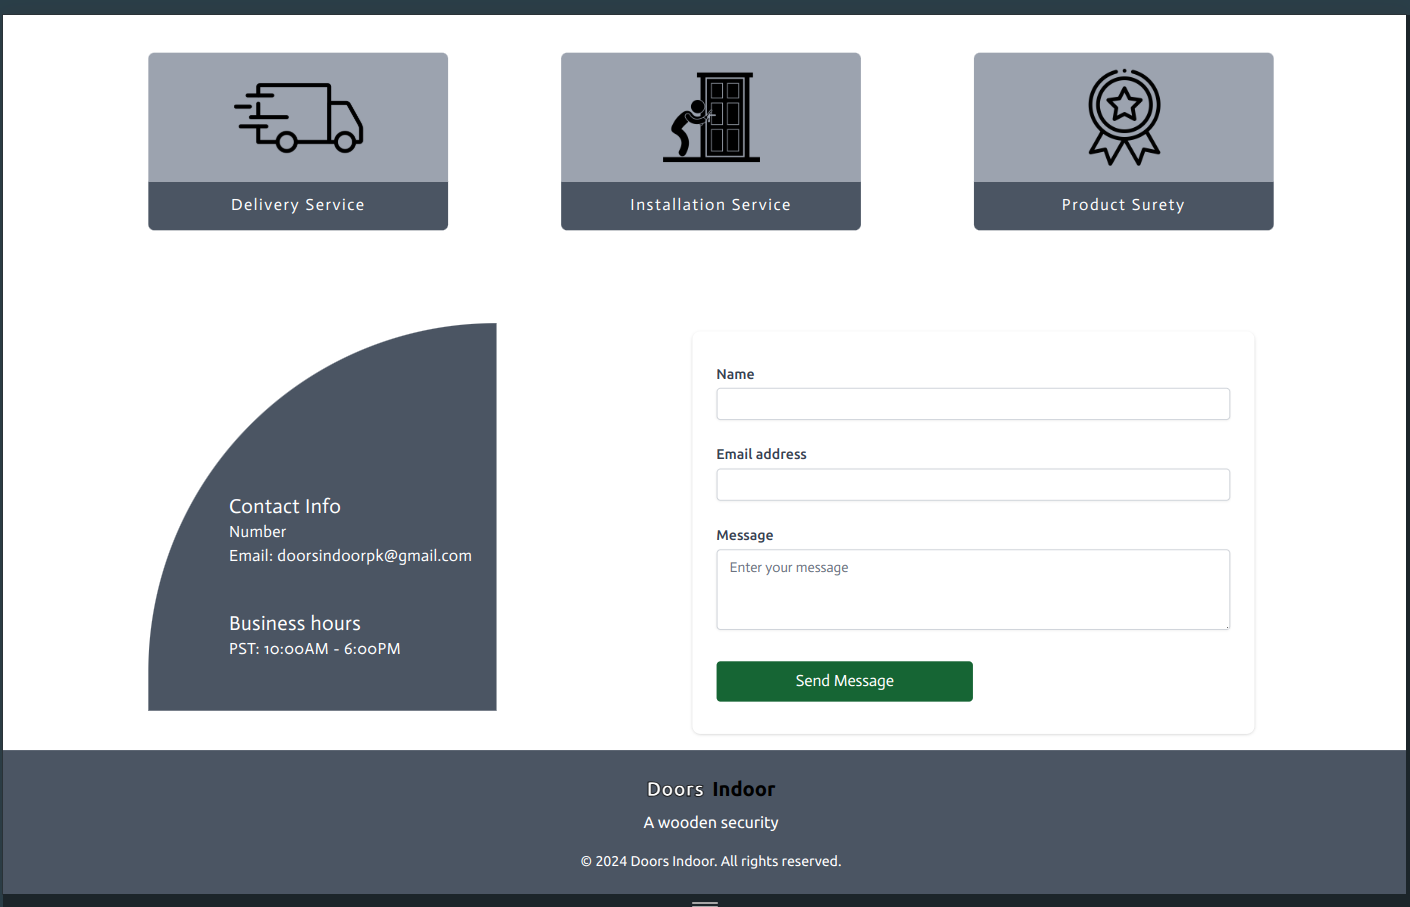 Delivery Service
Installation Service
Product Surety
Contact Info
Number
Email: doorsindoorpk@gmail.com
Business hours
PST: 10:00AM - 6:00PM
Name
Email address
Message
Enter your message
Send Message
Doors Indoor
A wooden security
© 2024 Doors Indoor. All rights reserved.